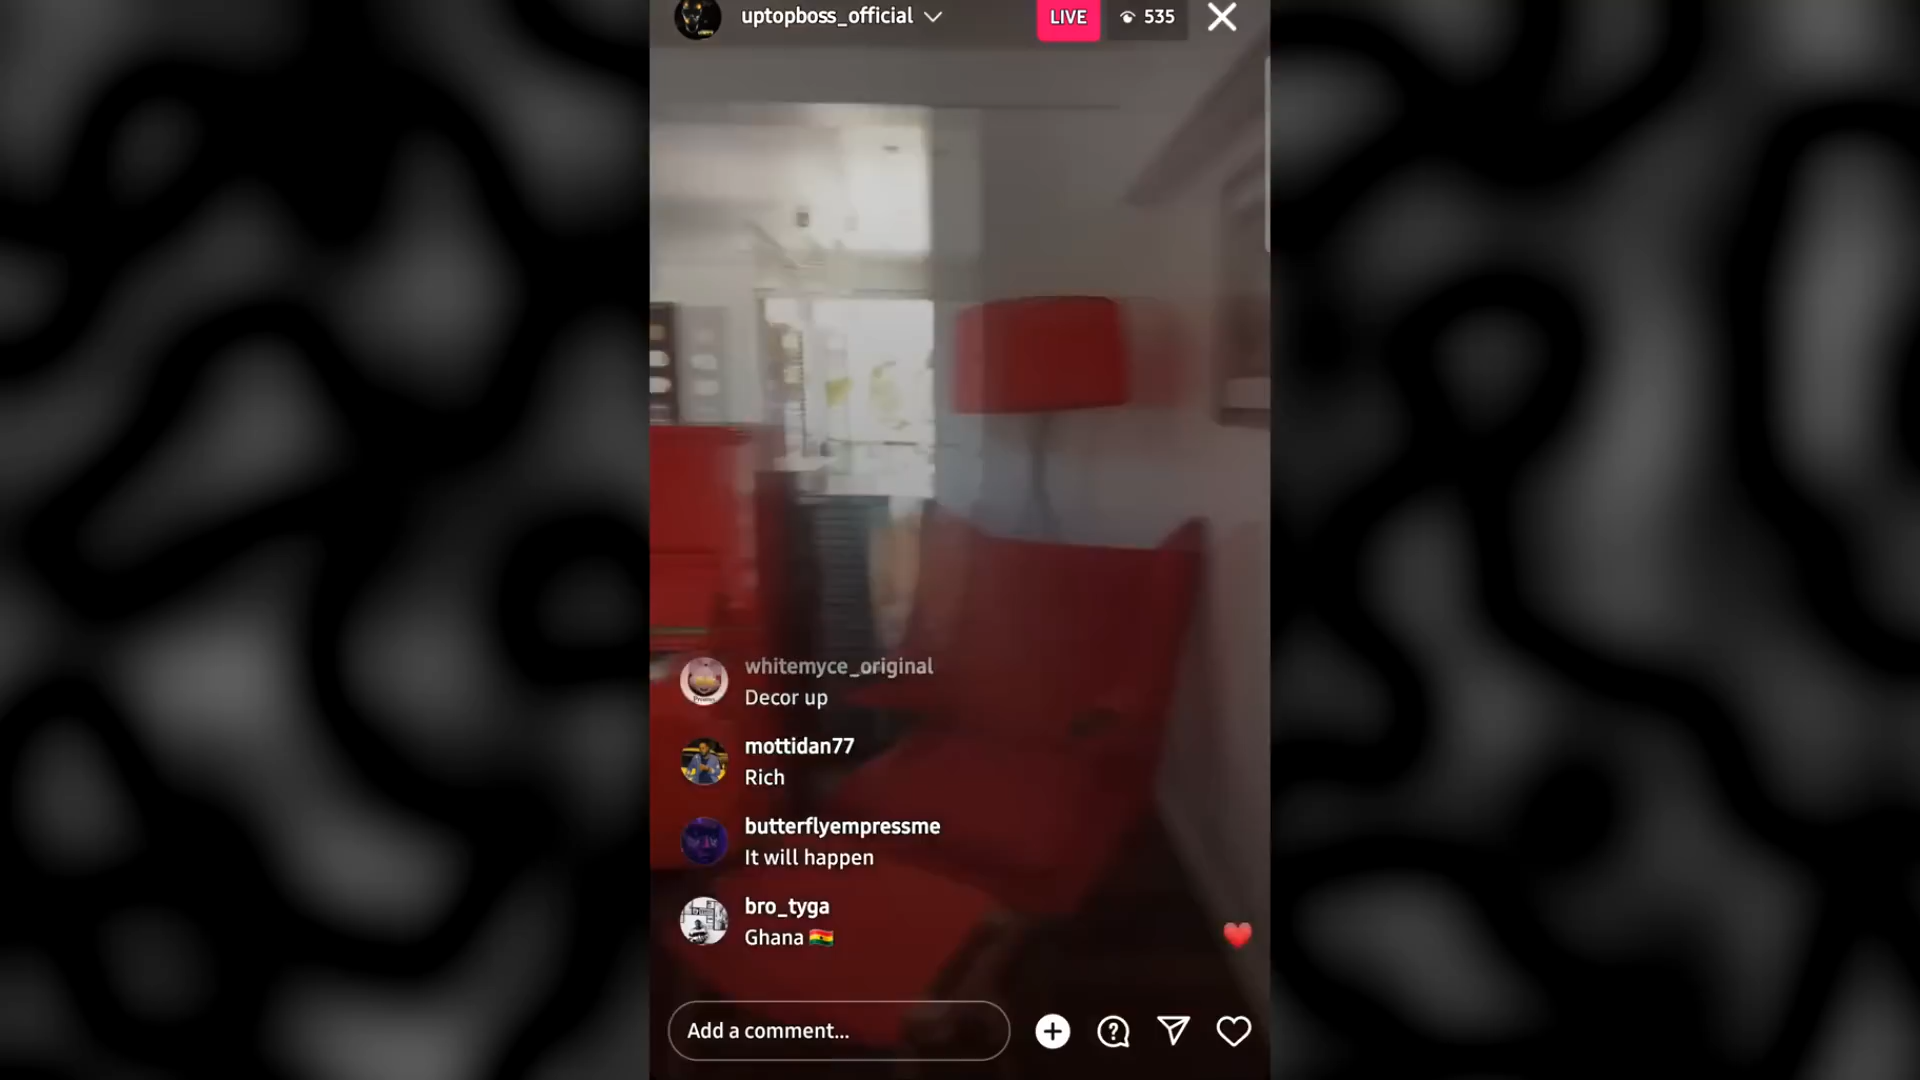 uptopboss_official
LIVE
535
whitemyce_original
Decor up
mottidan77
Rich
butterflyempressme
It will happen
bro_tyga
Ghana 🇬🇭
Add a comment...